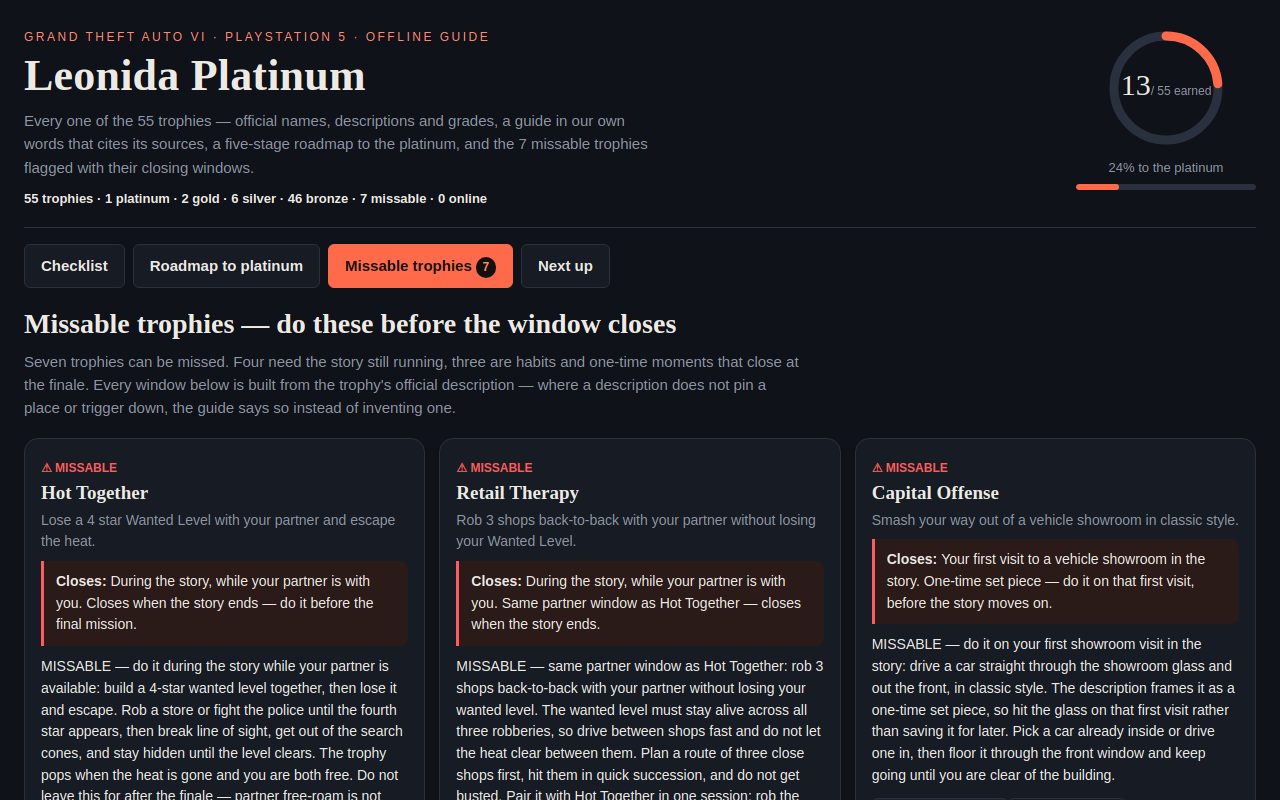 GRAND THEFT AUTO VI · PLAYSTATION 5 · OFFLINE GUIDE
Leonida Platinum
Every one of the 55 trophies — official names, descriptions and grades, a guide in our own
words that cites its sources, a five-stage roadmap to the platinum, and the 7 missable trophies
flagged with their closing windows.
55 trophies · 1 platinum · 2 gold · 6 silver · 46 bronze · 7 missable · 0 online
13/ 55 earned
24% to the platinum
Checklist
Roadmap to platinum
Missable trophies 7
Next up
Missable trophies — do these before the window closes
Seven trophies can be missed. Four need the story still running, three are habits and one-time moments that close at
the finale. Every window below is built from the trophy's official description — where a description does not pin a
place or trigger down, the guide says so instead of inventing one.
⚠ MISSABLE
Hot Together
Lose a 4 star Wanted Level with your partner and escape
the heat.
Closes: During the story, while your partner is with
you. Closes when the story ends — do it before the
final mission.
MISSABLE — do it during the story while your partner is
available: build a 4-star wanted level together, then lose it
and escape. Rob a store or fight the police until the fourth
star appears, then break line of sight, get out of the search
cones, and stay hidden until the level clears. The trophy
pops when the heat is gone and you are both free. Do not
leave this for after the finale — partner free-roam is not
⚠ MISSABLE
Retail Therapy
Rob 3 shops back-to-back with your partner without losing
your Wanted Level.
Closes: During the story, while your partner is with
you. Same partner window as Hot Together — closes
when the story ends.
MISSABLE — same partner window as Hot Together: rob 3
shops back-to-back with your partner without losing your
wanted level. The wanted level must stay alive across all
three robberies, so drive between shops fast and do not let
the heat clear between them. Plan a route of three close
shops first, hit them in quick succession, and do not get
busted. Pair it with Hot Together in one session: rob the
⚠ MISSABLE
Capital Offense
Smash your way out of a vehicle showroom in classic style.
Closes: Your first visit to a vehicle showroom in the
story. One-time set piece — do it on that first visit,
before the story moves on.
MISSABLE — do it on your first showroom visit in the
story: drive a car straight through the showroom glass and
out the front, in classic style. The description frames it as a
one-time set piece, so hit the glass on that first visit rather
than saving it for later. Pick a car already inside or drive
one in, then floor it through the front window and keep
going until you are clear of the building.